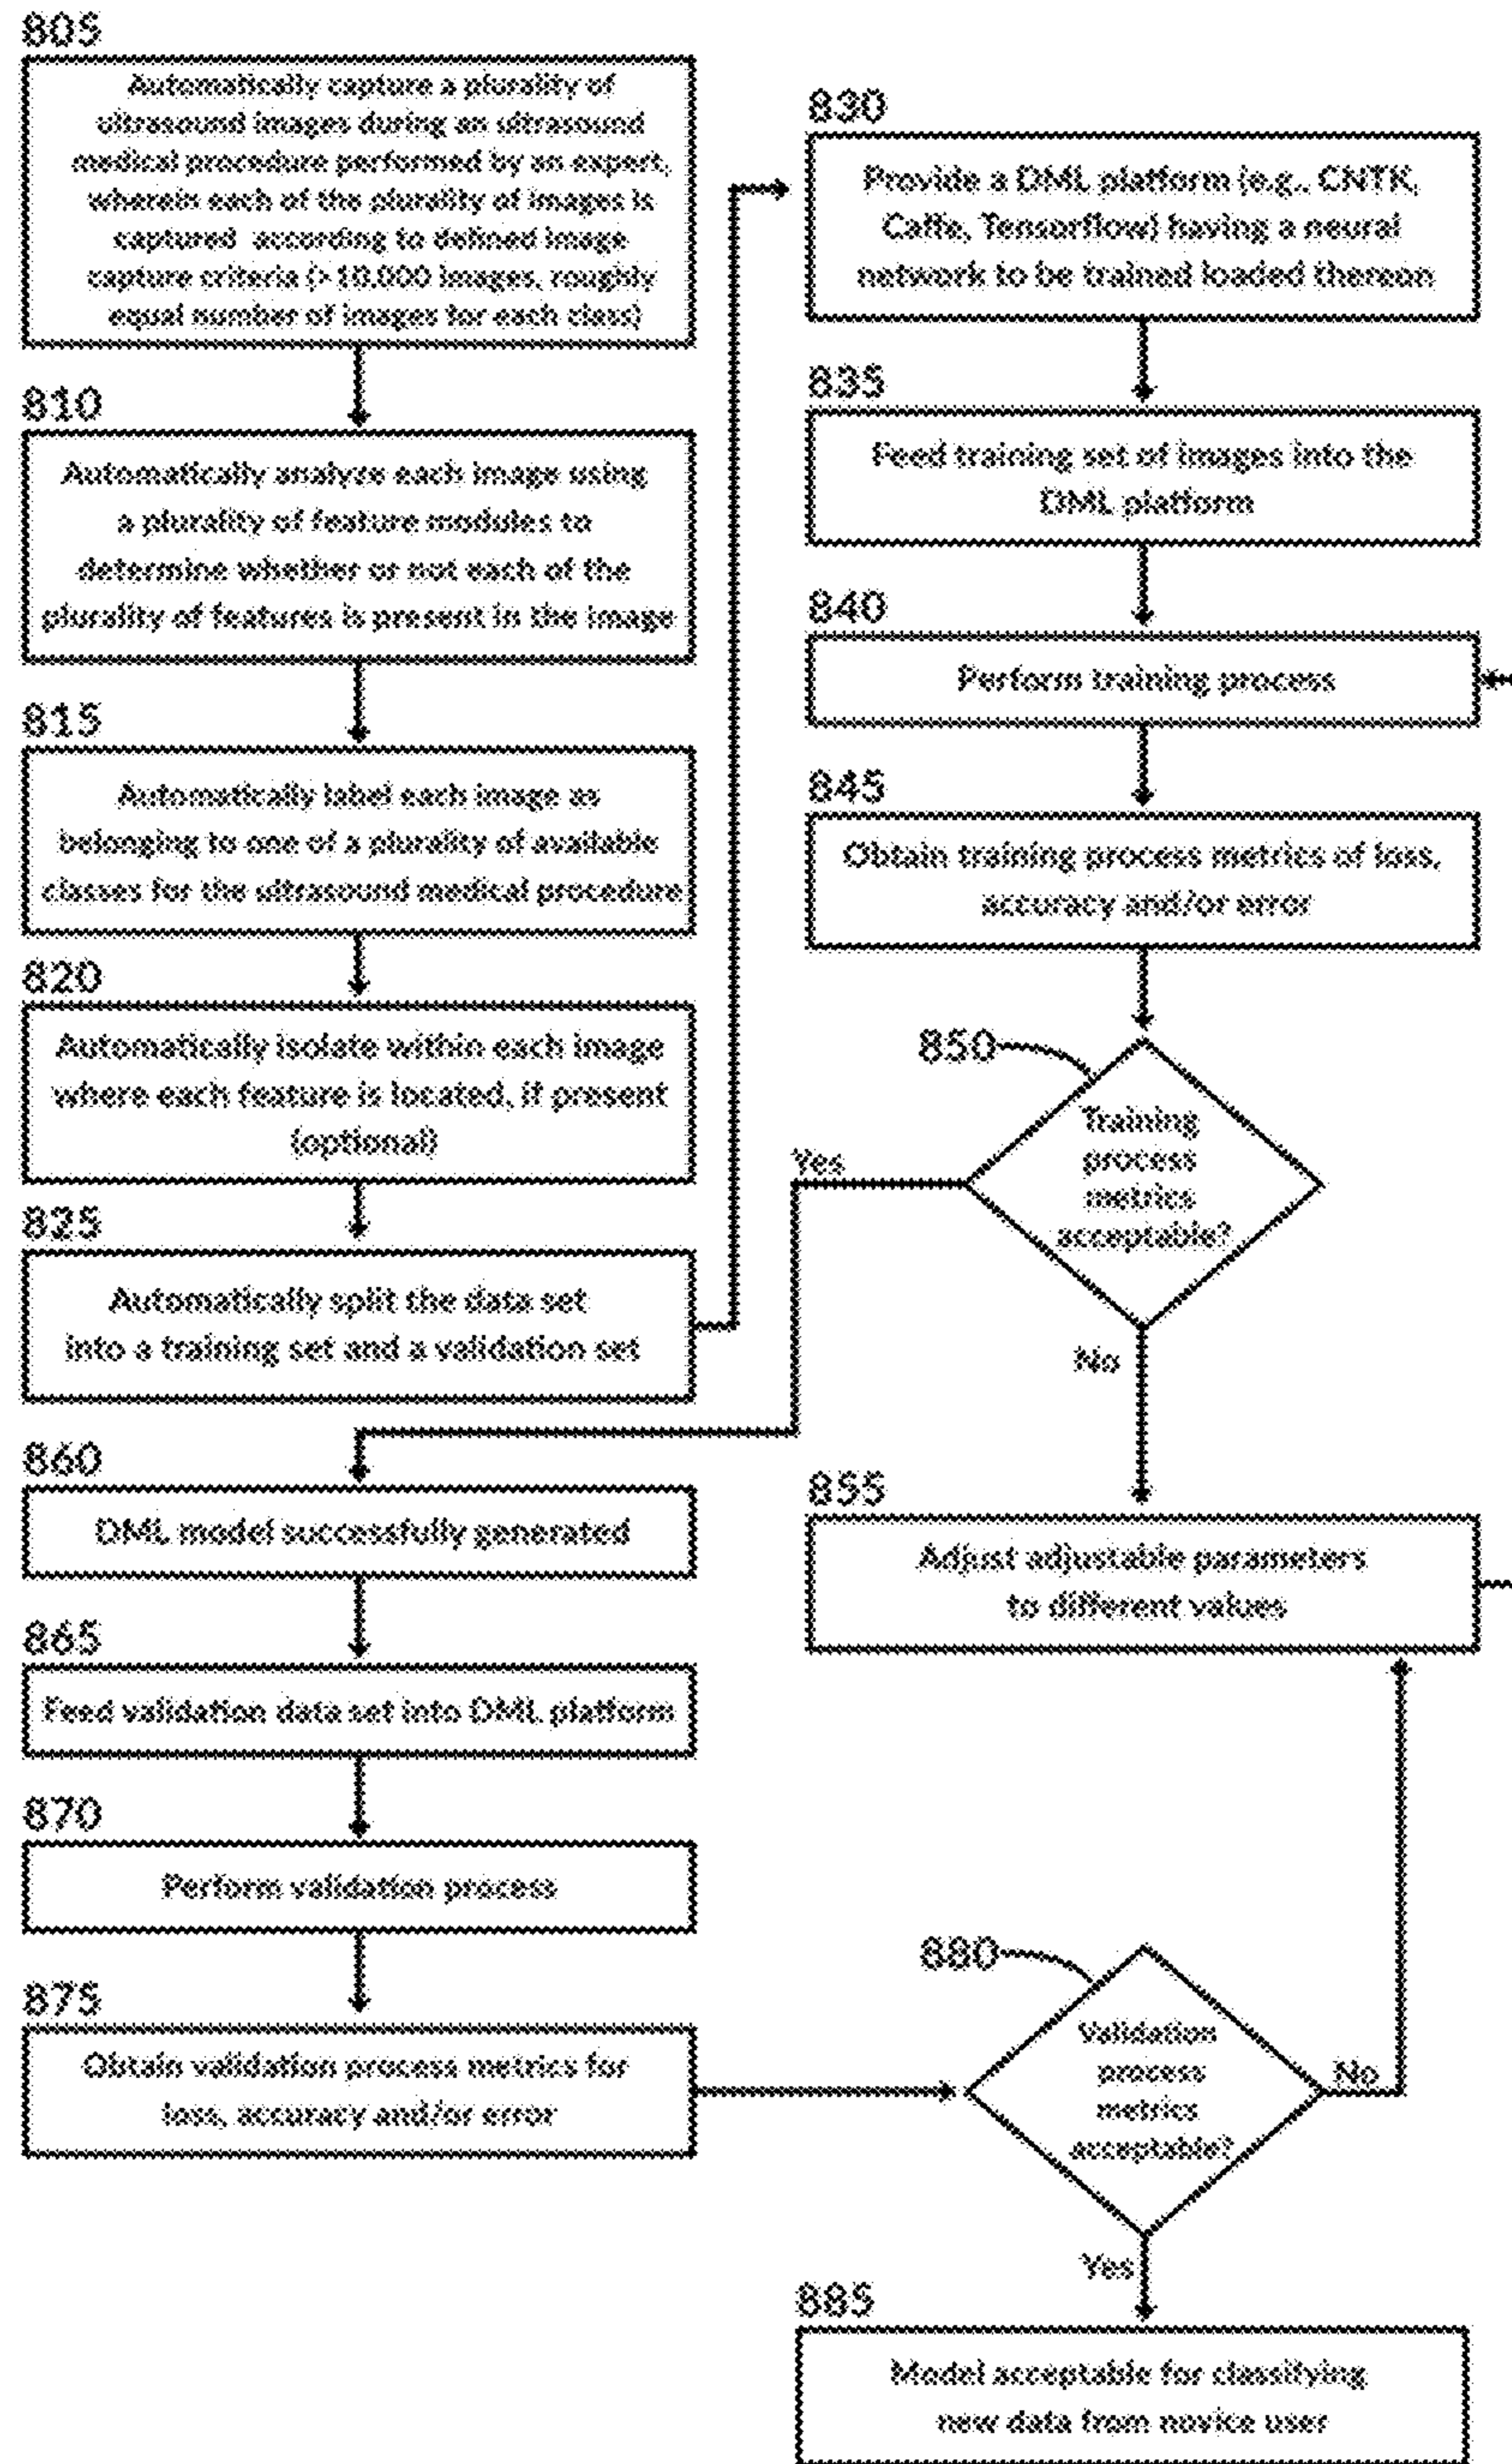 805
Automatically capture a plurality of
ultrasound images during an ultrasound
medical procedure performed by an expert,
wherein each of the plurality of images is
captured according to defined image
capture criteria (>10,000 images, roughly
equal number of images for each class)
810
Automatically analyze each image using
a plurality of feature modules to
determine whether or not each of the
plurality of features is present in the image
815
Automatically label each image as
belonging to one of a plurality of available
classes for the ultrasound medical procedure
820
Automatically isolate within each image
where each feature is located, if present
(optional)
825
Automatically split the data set
into a training set and a validation set
830
Provide a DML platform (e.g., CNTK,
Caffe, Tensorflow) having a neural
network to be trained loaded thereon
835
Feed training set of images into the
DML platform
840
Perform training process
845
Obtain training process metrics of loss,
accuracy and/or error
850
Training
process
metrics
acceptable?
Yes
No
855
Adjust adjustable parameters
to different values
860
DML model successfully generated
865
Feed validation data set into DML platform
870
Perform validation process
875
Obtain validation process metrics for
loss, accuracy and/or error
880
Validation
process
metrics
acceptable?
No
Yes
885
Model acceptable for classifying
new data from novice user